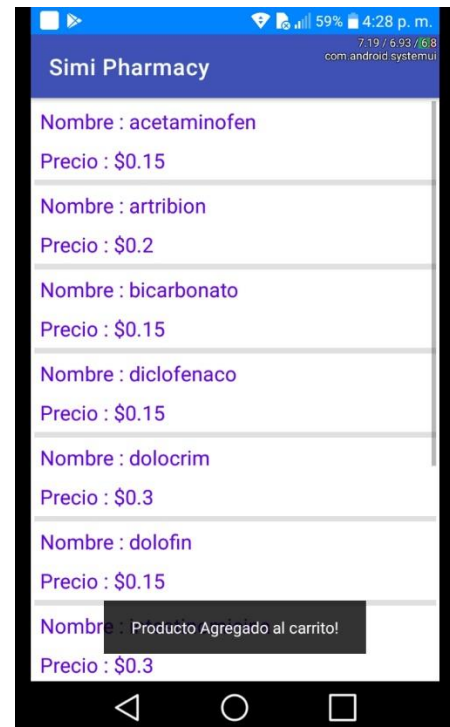 59% 4:28 p. m.
7.19 / 6.93 / 6.8
com.android.systemui
Simi Pharmacy
Nombre : acetaminofen
Precio : $0.15
Nombre : artribion
Precio : $0.2
Nombre : bicarbonato
Precio : $0.15
Nombre : diclofenaco
Precio : $0.15
Nombre : dolocrim
Precio : $0.3
Nombre : dolofin
Precio : $0.15
Nombre :
Producto Agregado al carrito!
Precio : $0.3